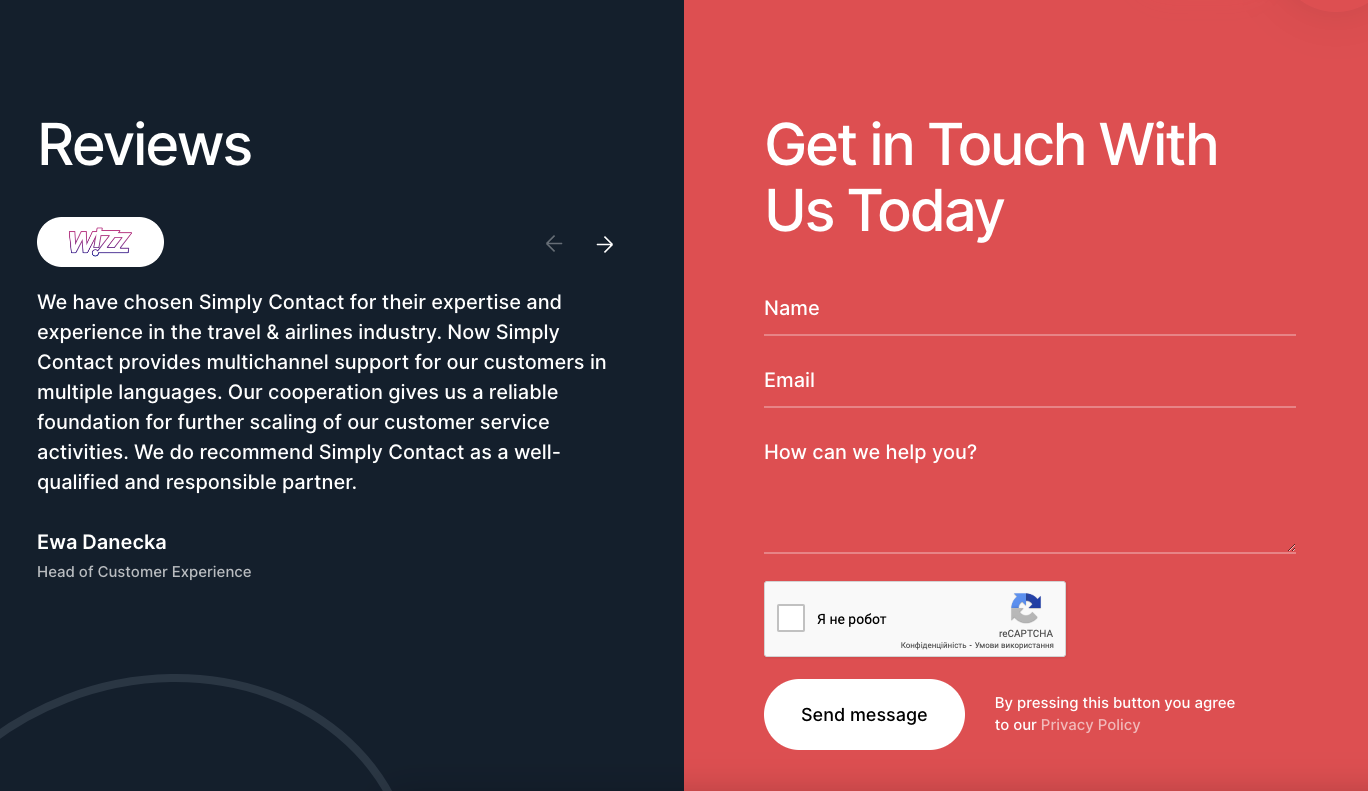 Reviews
WIZZ
We have chosen Simply Contact for their expertise and
experience in the travel & airlines industry. Now Simply
Contact provides multichannel support for our customers in
multiple languages. Our cooperation gives us a reliable
foundation for further scaling of our customer service
activities. We do recommend Simply Contact as a well-
qualified and responsible partner.
Ewa Danecka
Head of Customer Experience
Get in Touch With
Us Today
Name
Email
How can we help you?
Я не робот
reCAPTCHA
Конфіденційність - Умови використання
Send message
By pressing this button you agree
to our Privacy Policy